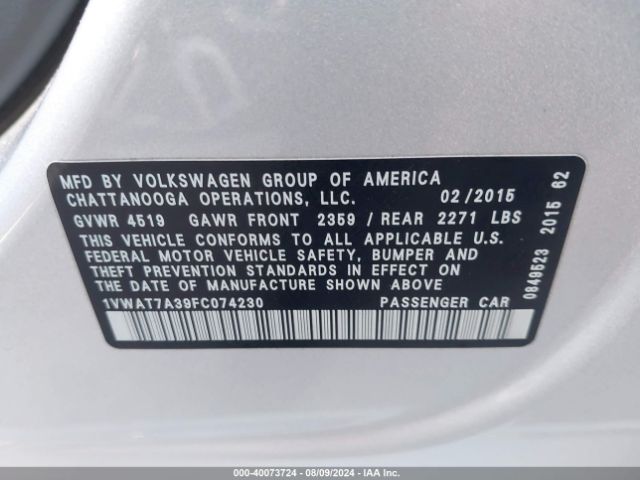 MFD BY VOLKSWAGEN GROUP OF AMERICA
CHATTANOOGA OPERATIONS, LLC. 02/2015
GVWR 4519 GAWR FRONT 2359 / REAR 2271 LBS
THIS VEHICLE CONFORMS TO ALL APPLICABLE U.S.
FEDERAL MOTOR VEHICLE SAFETY, BUMPER AND
THEFT PREVENTION STANDARDS IN EFFECT ON
THE DATE OF MANUFACTURE SHOWN ABOVE
1VWAT7A39FC074230 PASSENGER CAR
0849523 2015 62
000-40073724 - 08/09/2024 - IAA Inc.